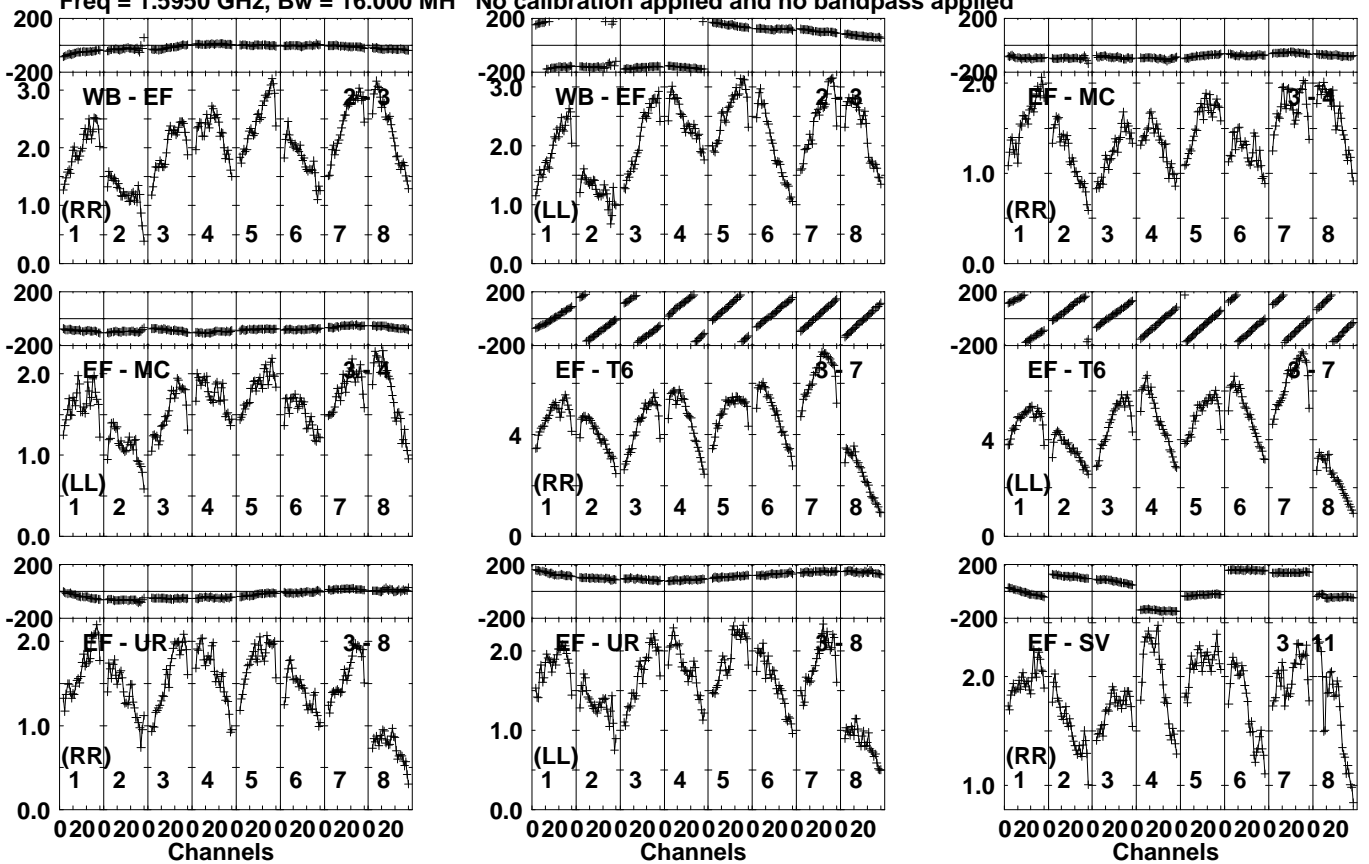 Freq = 1.5950 GHz, Bw = 16.000 MH No calibration applied and no bandpass applied
200
-200
3.0
2.0
1.0
0.0
WB - EF 2 - 3
(RR)
1 2 3 4 5 6 7 8
200
-200
3.0
2.0
1.0
0.0
WB - EF 2 - 3
(LL)
1 2 3 4 5 6 7 8
200
-200
2.0
1.0
0.0
EF - MC 3 - 4
(RR)
1 2 3 4 5 6 7 8
200
-200
2.0
1.0
0.0
EF - MC 3 - 4
(LL)
1 2 3 4 5 6 7 8
200
-200
4
0
EF - T6 3 - 7
(RR)
1 2 3 4 5 6 7 8
200
-200
4
0
EF - T6 3 - 7
(LL)
1 2 3 4 5 6 7 8
200
-200
2.0
1.0
0.0
EF - UR 3 - 8
(RR)
1 2 3 4 5 6 7 8
0 20 0 20 0 20 0 20 0 20 0 20 0 20 0 20
Channels
200
-200
2.0
1.0
0.0
EF - UR 3 - 8
(LL)
1 2 3 4 5 6 7 8
0 20 0 20 0 20 0 20 0 20 0 20 0 20 0 20
Channels
200
-200
2.0
1.0
EF - SV 3 - 11
(RR)
1 2 3 4 5 6 7 8
0 20 0 20 0 20 0 20 0 20 0 20 0 20 0 20
Channels